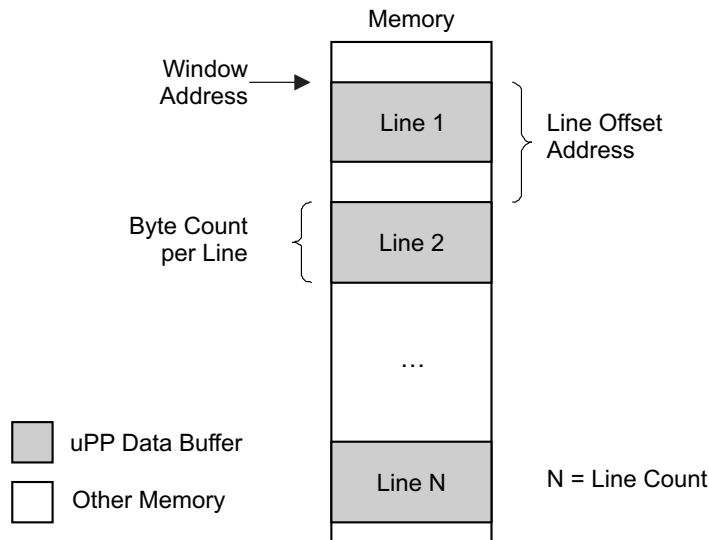 Memory
Window
Address
Line 1
Line Offset
Address
Byte Count
per Line
Line 2
...
uPP Data Buffer
Line N
N = Line Count
Other Memory